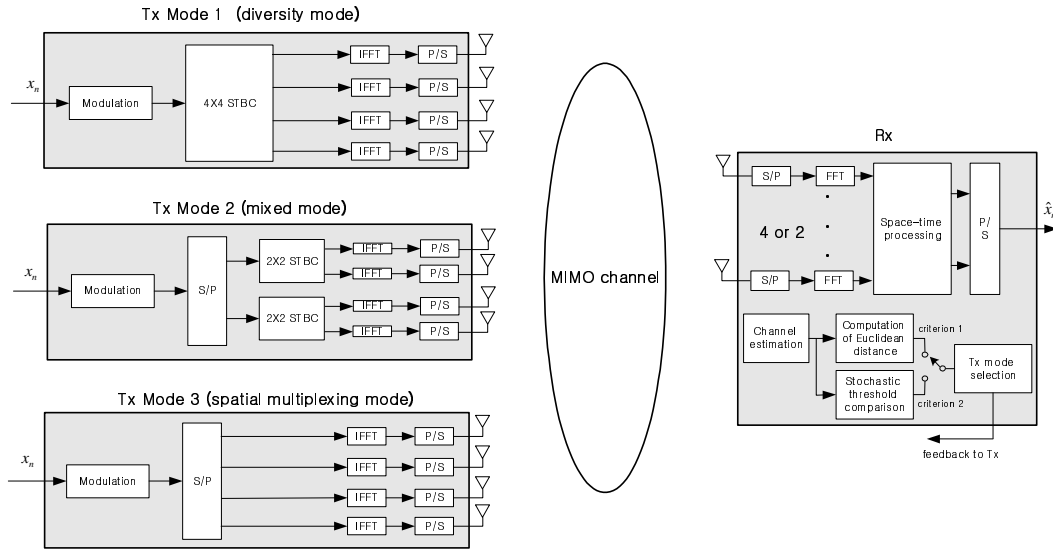 Tx Mode 1 (diversity mode)
x_n
Modulation
4X4 STBC
IFFT P/S
IFFT P/S
IFFT P/S
IFFT P/S
Tx Mode 2 (mixed mode)
x_n
Modulation
S/P
2X2 STBC
2X2 STBC
IFFT P/S
IFFT P/S
IFFT P/S
IFFT P/S
Tx Mode 3 (spatial multiplexing mode)
x_n
Modulation
S/P
IFFT P/S
IFFT P/S
IFFT P/S
IFFT P/S
MIMO channel
Rx
S/P FFT
4 or 2
S/P FFT
Space-time
processing
P/
S
x̂_n
Channel
estimation
Computation
of Euclidean
distance
criterion 1
Stochastic
threshold
comparison
criterion 2
Tx mode
selection
feedback to Tx